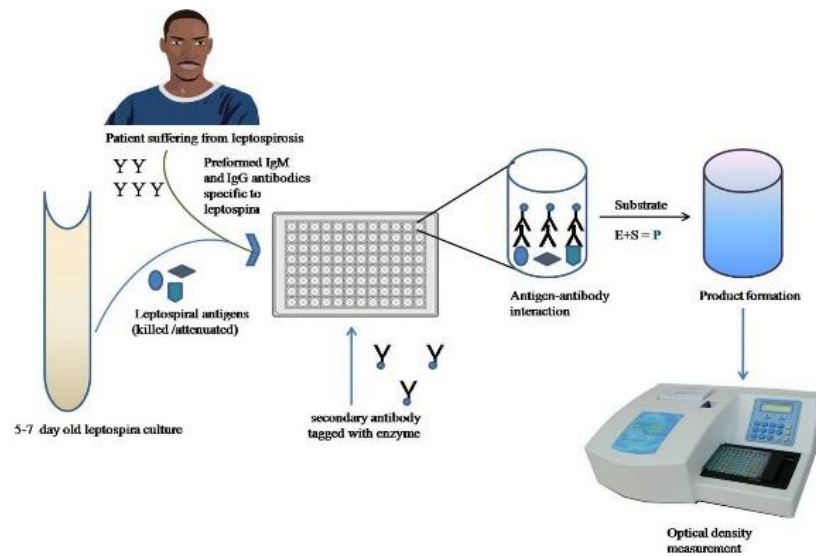 Patient suffering from leptospirosis
Y Y
Y Y Y
Preformed IgM
and IgG antibodies
specific to
leptospira
Leptospiral antigens
(killed /attenuated)
5-7 day old leptospira culture
secondary antibody
tagged with enzyme
Antigen-antibody
interaction
Substrate
E+S = P
Product formation
Optical density
measurement